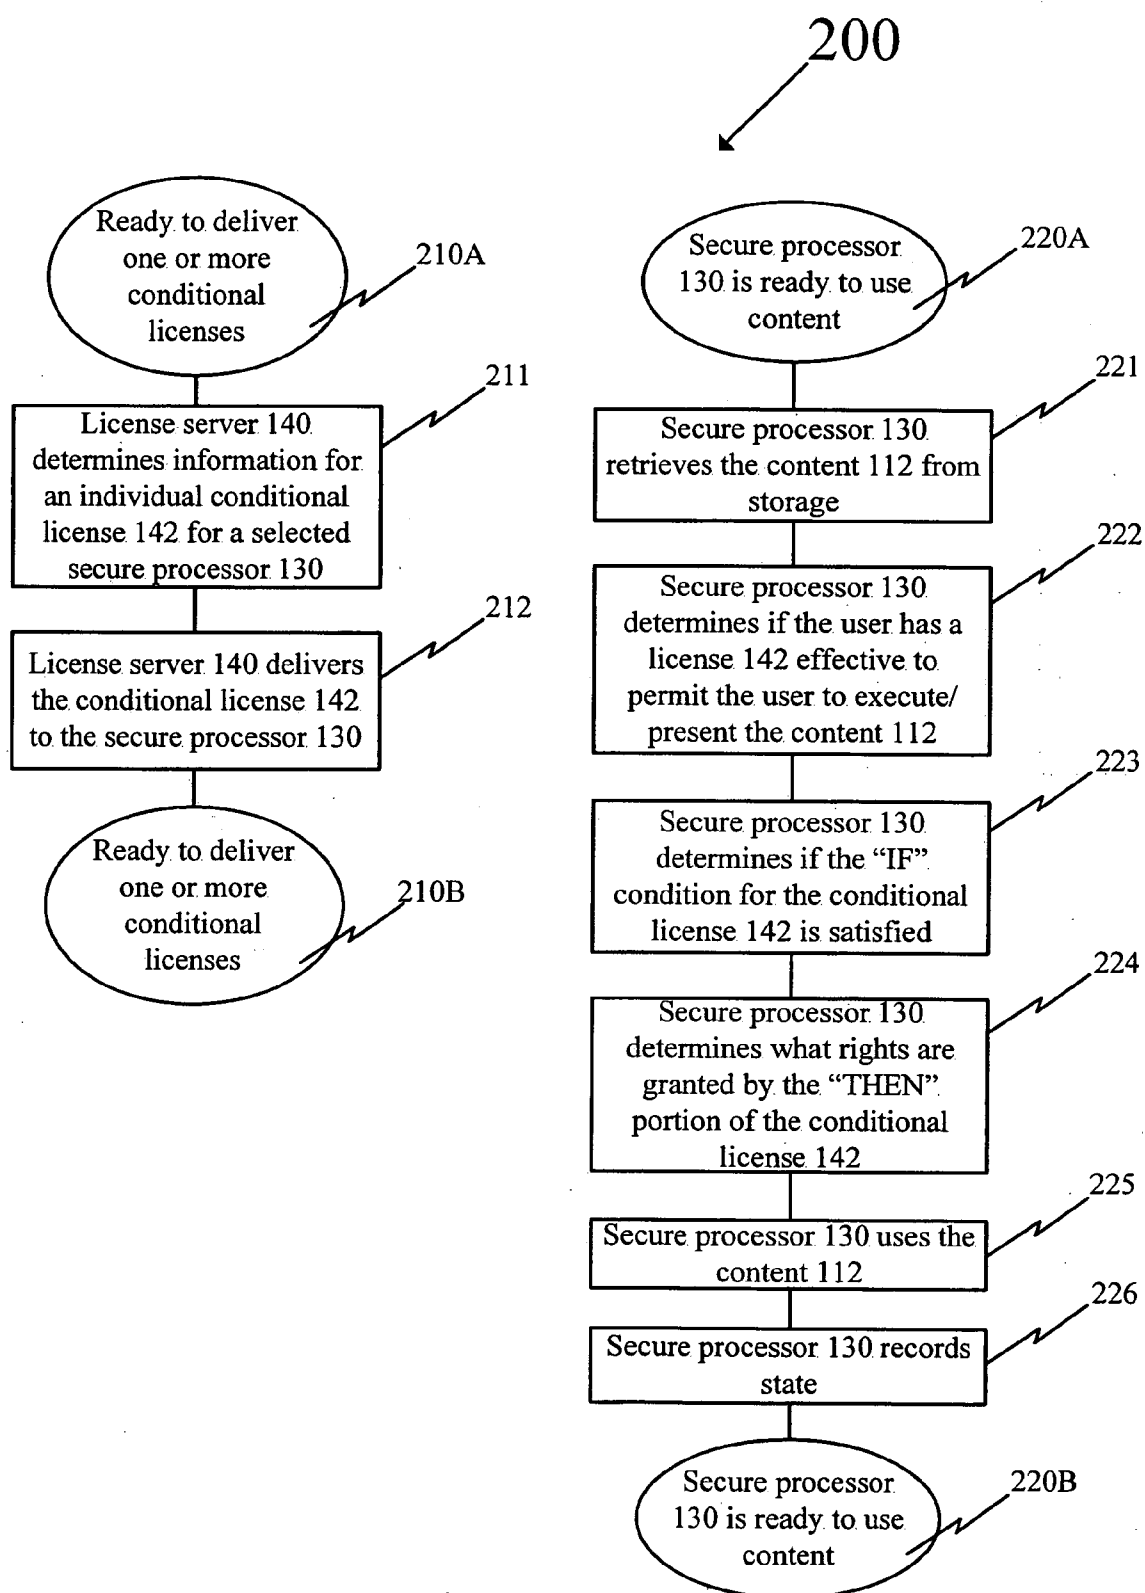 200
Ready to deliver
one or more
conditional
licenses
210A
License server 140
determines information for
an individual conditional
license 142 for a selected
secure processor 130
211
License server 140 delivers
the conditional license 142
to the secure processor 130
212
Ready to deliver
one or more
conditional
licenses
210B
Secure processor
130 is ready to use
content
220A
Secure processor 130
retrieves the content 112 from
storage
221
Secure processor 130
determines if the user has a
license 142 effective to
permit the user to execute/
present the content 112
222
Secure processor 130
determines if the “IF”
condition for the conditional
license 142 is satisfied
223
Secure processor 130
determines what rights are
granted by the “THEN”
portion of the conditional
license 142
224
Secure processor 130 uses the
content 112
225
Secure processor 130 records
state
226
Secure processor
130 is ready to use
content
220B